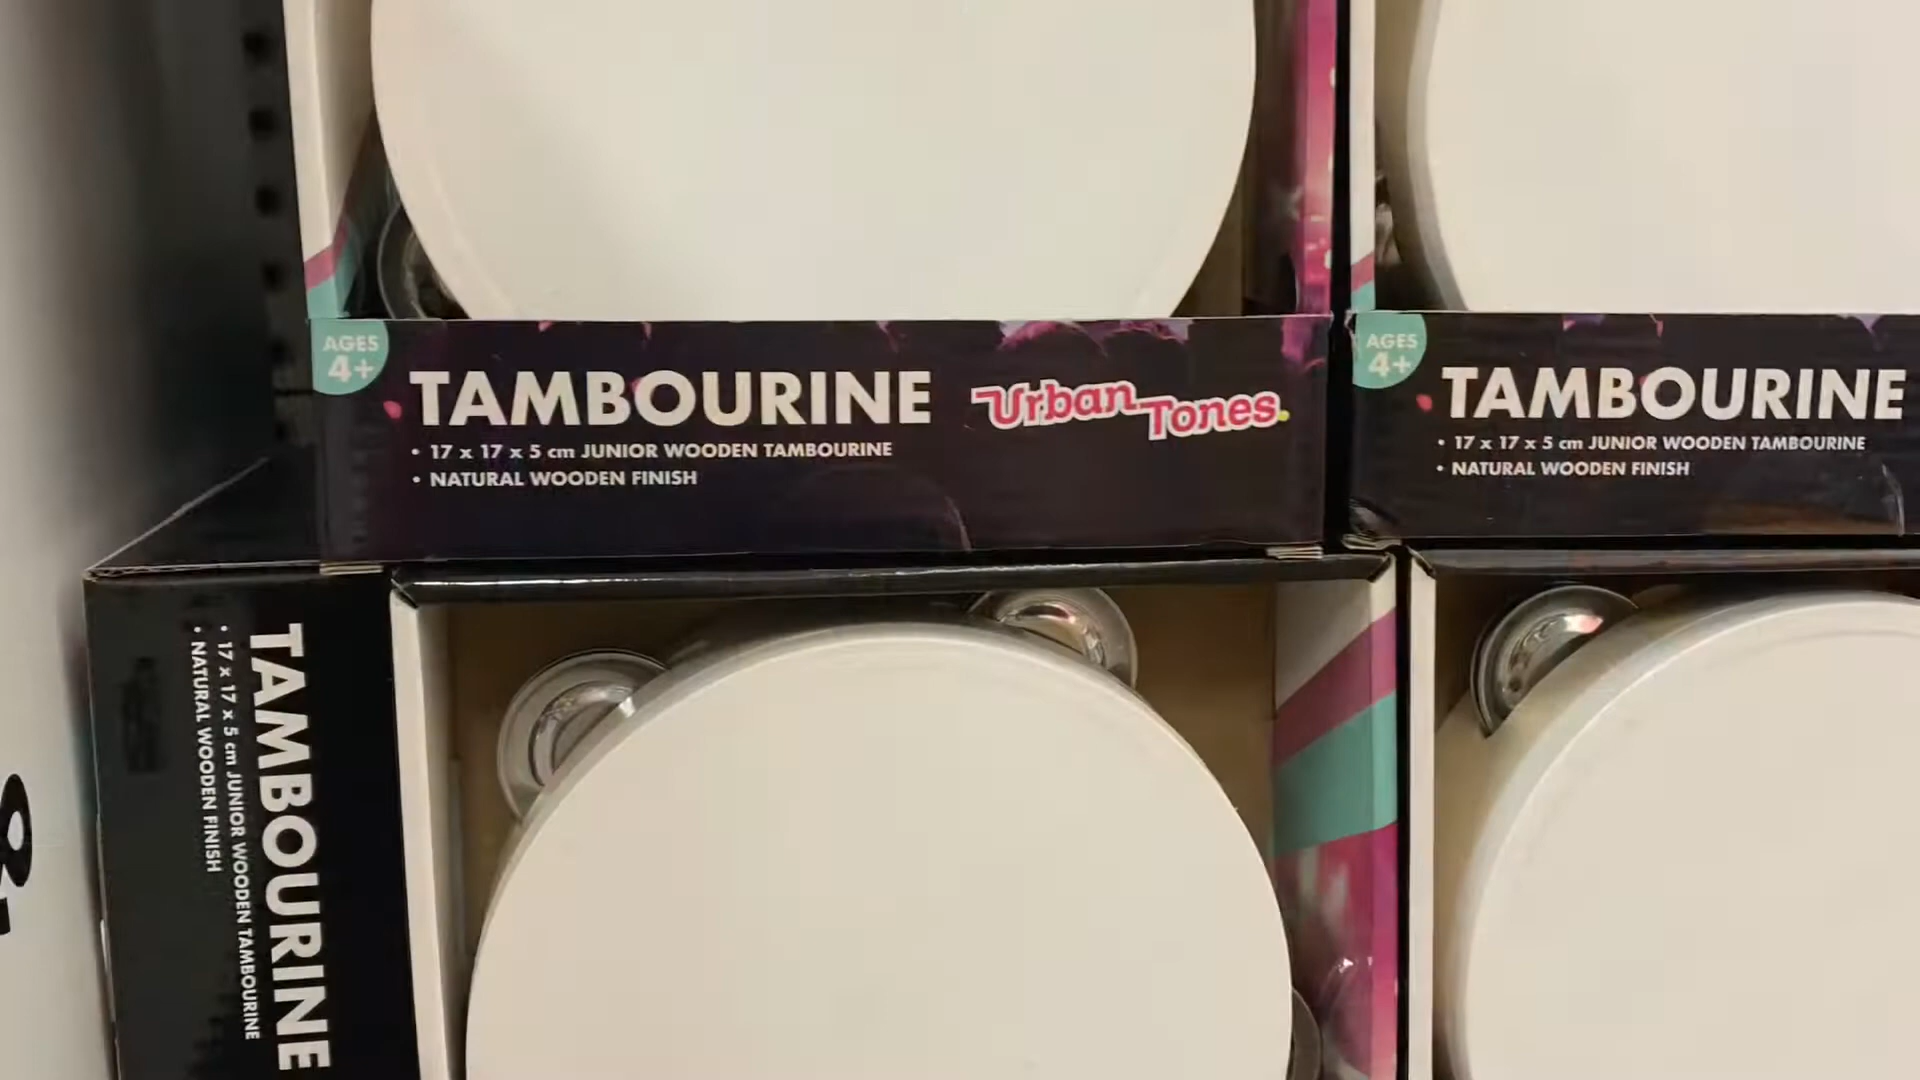 AGES
4+
TAMBOURINE
Urban Tones
• 17 x 17 x 5 cm JUNIOR WOODEN TAMBOURINE
• NATURAL WOODEN FINISH
AGES
4+
TAMBOURINE
• 17 x 17 x 5 cm JUNIOR WOODEN TAMBOURINE
• NATURAL WOODEN FINISH
TAMBOURINE
• 17 x 17 x 5 cm JUNIOR WOODEN TAMBOURINE
• NATURAL WOODEN FINISH